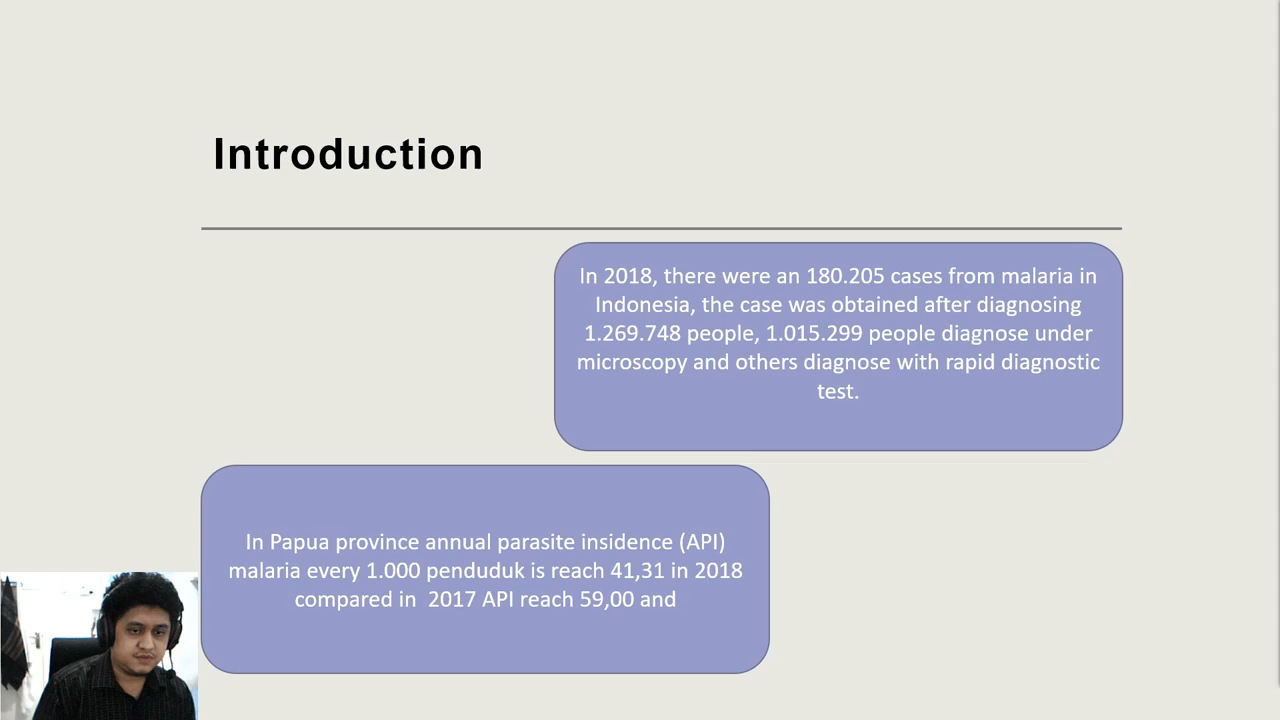 Introduction
In 2018, there were an 180.205 cases from malaria in
Indonesia, the case was obtained after diagnosing
1.269.748 people, 1.015.299 people diagnose under
microscopy and others diagnose with rapid diagnostic
test.
In Papua province annual parasite insidence (API)
malaria every 1.000 penduduk is reach 41,31 in 2018
compared in  2017 API reach 59,00 and